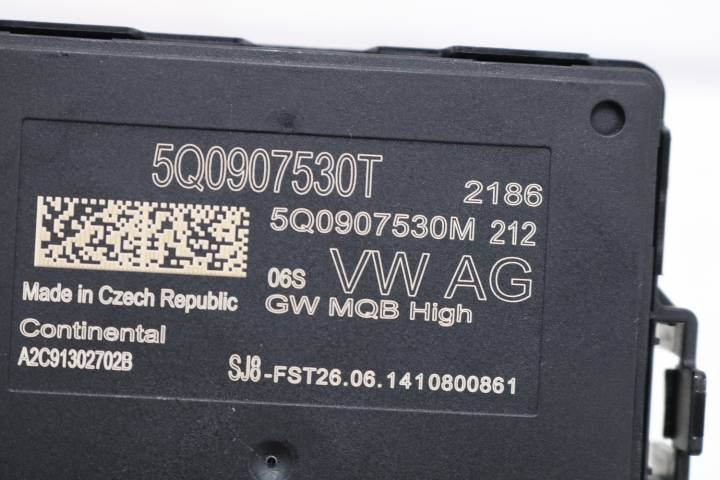 5Q0907530T 2186
5Q0907530M 212
06S VW AG
Made in Czech Republic GW MQB High
Continental
A2C91302702B SJ8-FST26.06.1410800861